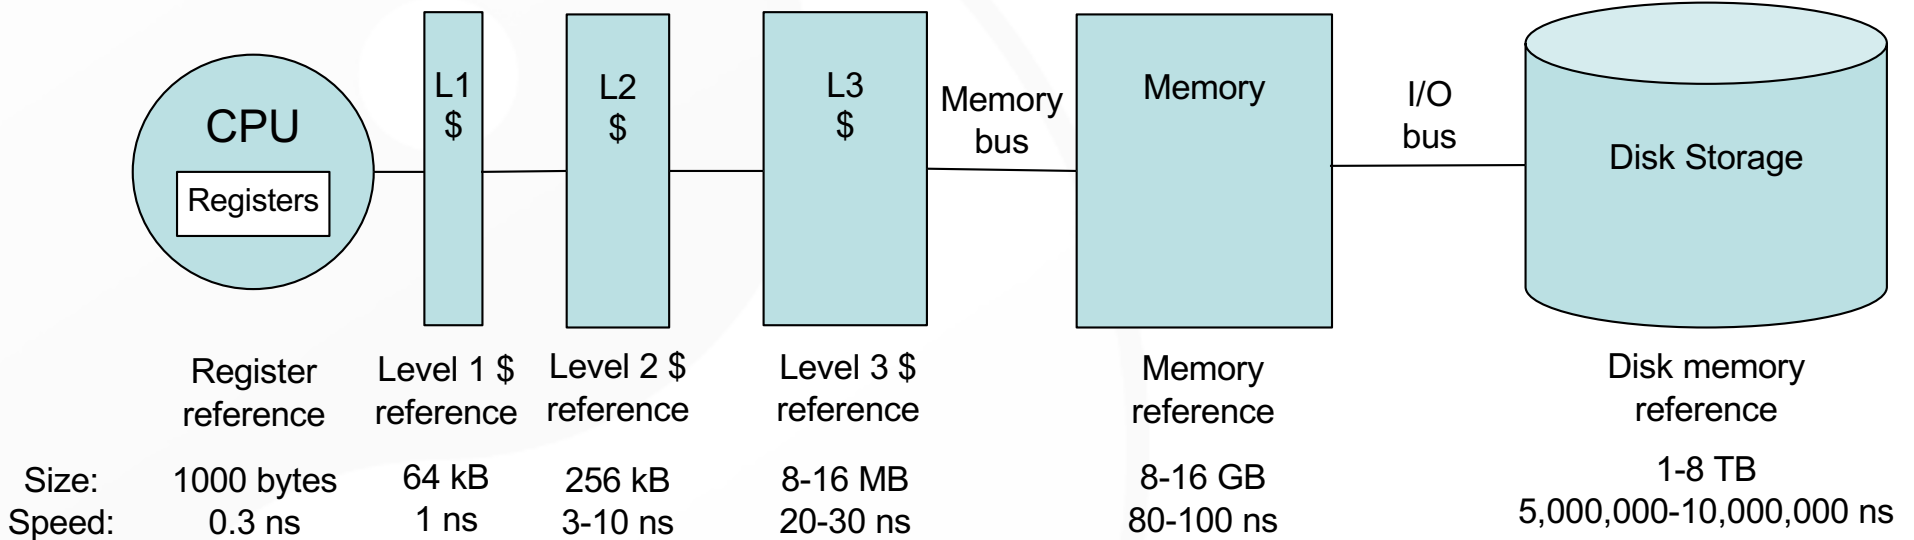 CPU
Registers
L1
$
L2
$
L3
$
Memory
bus
Memory
I/O
bus
Disk Storage
Register
reference
Level 1 $
reference
Level 2 $
reference
Level 3 $
reference
Memory
reference
Disk memory
reference
Size: 1000 bytes 64 kB 256 kB 8-16 MB 8-16 GB 1-8 TB
Speed: 0.3 ns 1 ns 3-10 ns 20-30 ns 80-100 ns 5,000,000-10,000,000 ns